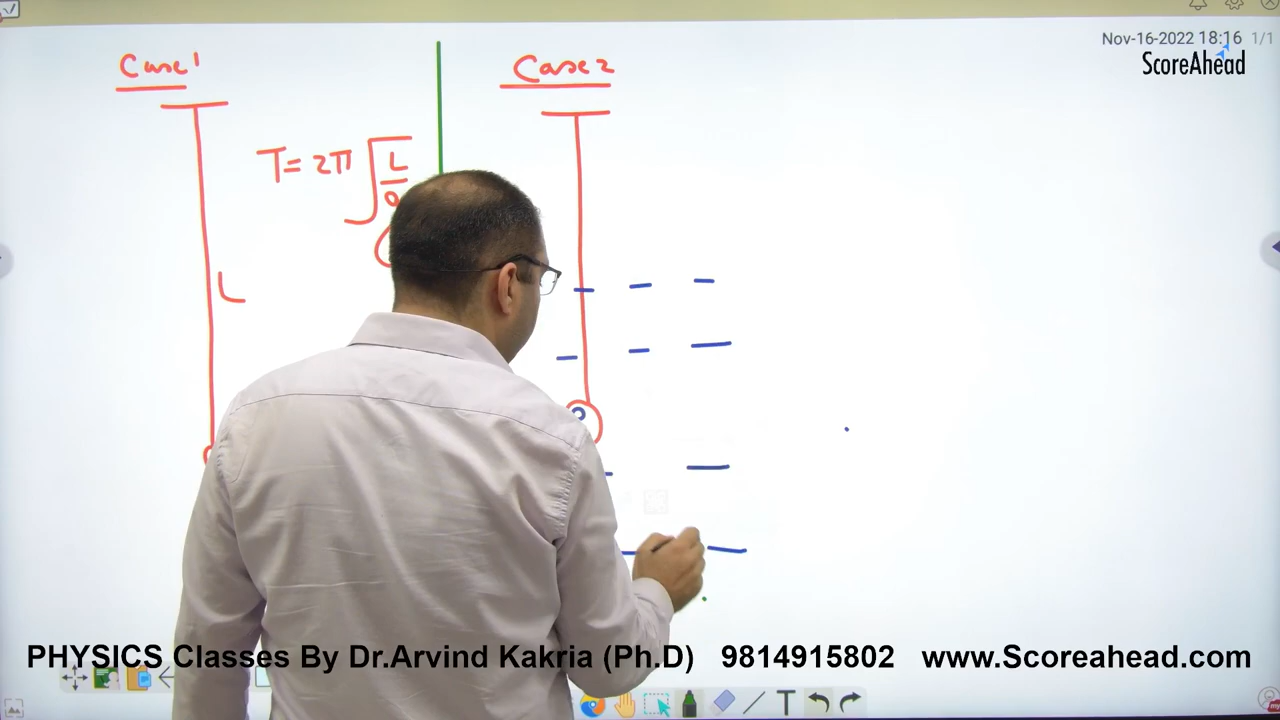 Nov-16-2022 18:16 1/1
ScoreAhead
Case 1
Case 2
T = 2π √ L
L
PHYSICS Classes By Dr.Arvind Kakria (Ph.D) 9814915802 www.Scoreahead.com
T
my